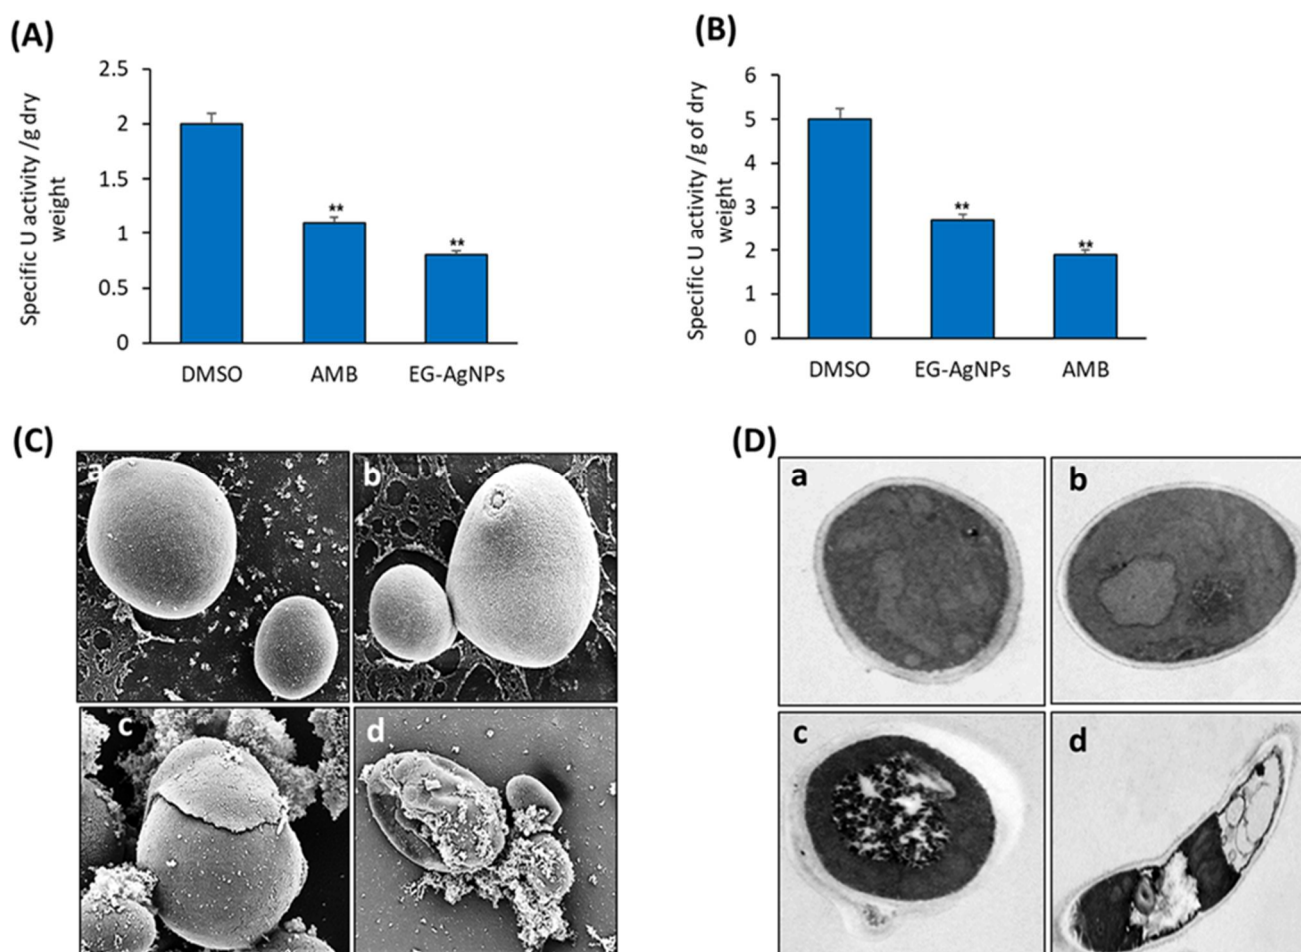 (A)
Specific U activity /g dry
weight
2.5
2
1.5
1
0.5
0
**
**
DMSO AMB EG-AgNPs
(B)
Specific U activity /g of dry
weight
6
5
4
3
2
1
0
**
**
DMSO EG-AgNPs AMB
(C)
a
b
c
d
(D)
a
b
c
d